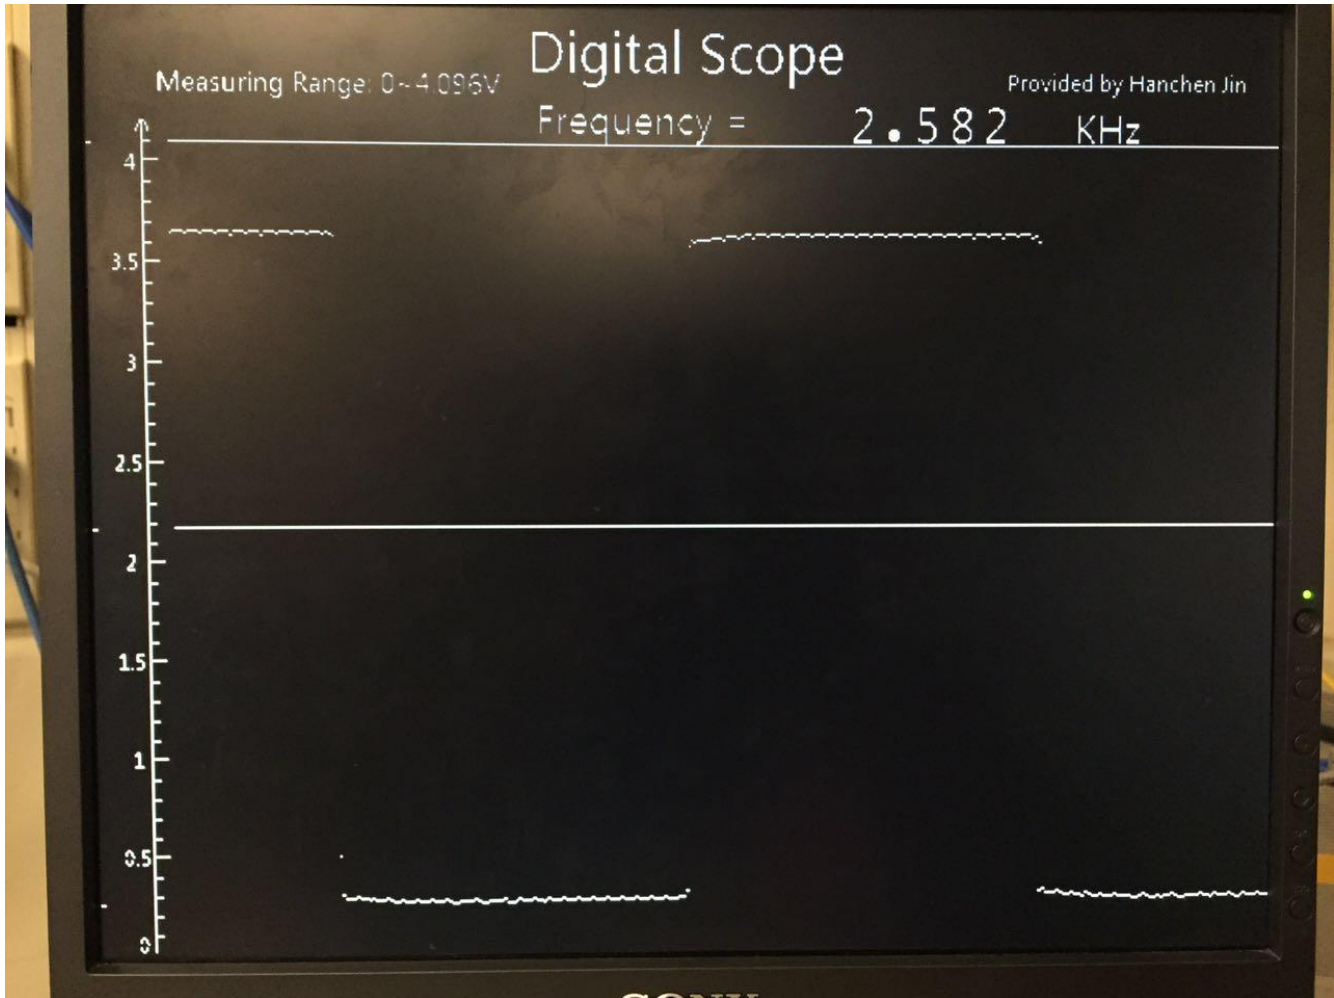 Digital Scope
Measuring Range: 0~4.096V
Provided by Hanchen Jin
Frequency = 2.582 KHz
4
3.5
3
2.5
2
1.5
1
0.5
0
SONY